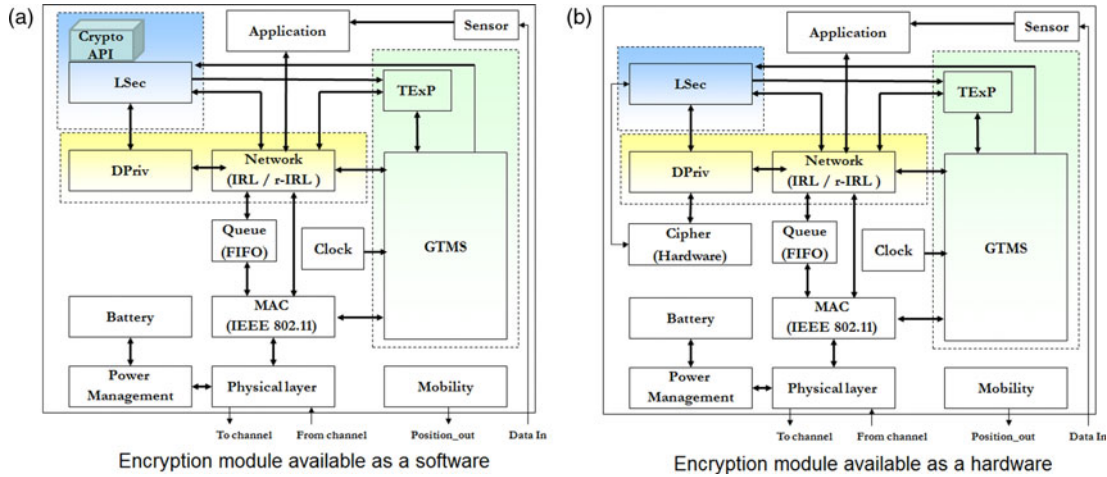 (a)
Crypto
API
LSec
Application
Sensor
TExP
DPriv
Network
(IRL / r-IRL )
GTMS
Queue
(FIFO)
Clock
Battery
MAC
(IEEE 802.11)
Power
Management
Physical layer
Mobility
To channel
From channel
Position_out
Data In
Encryption module available as a software
(b)
LSec
Application
Sensor
TExP
DPriv
Network
(IRL / r-IRL )
GTMS
Cipher
(Hardware)
Queue
(FIFO)
Clock
Battery
MAC
(IEEE 802.11)
Power
Management
Physical layer
Mobility
To channel
From channel
Position_out
Data In
Encryption module available as a hardware